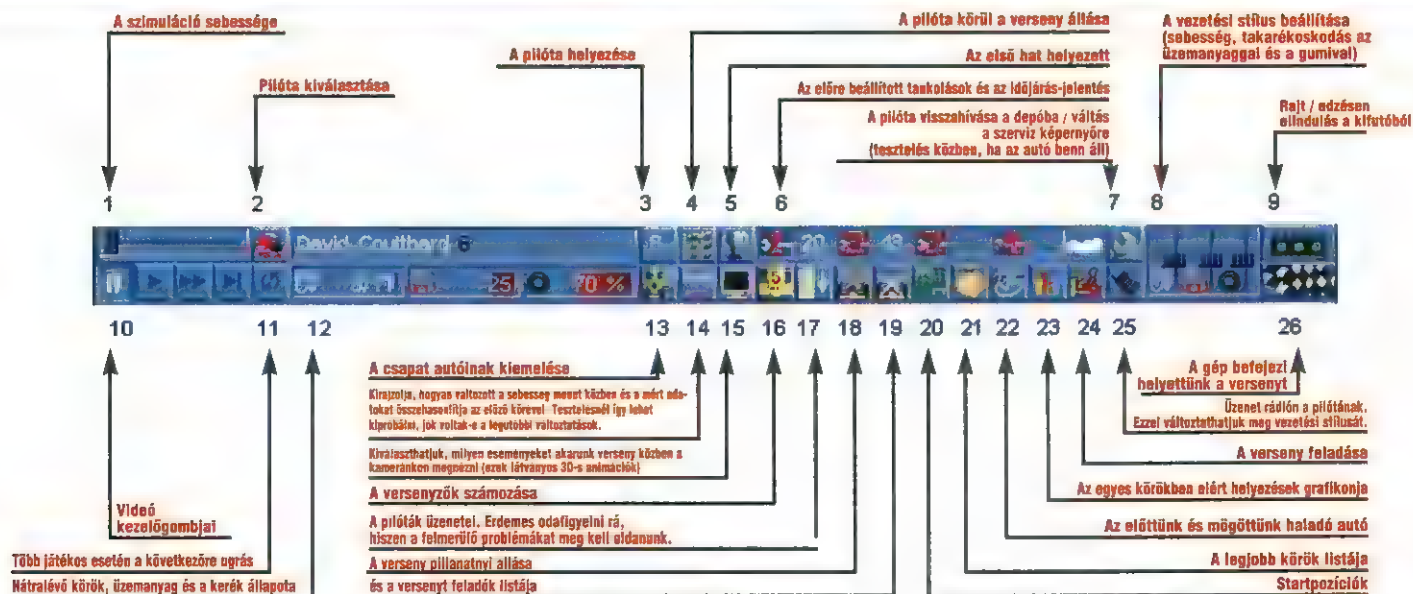 A szimuláció sebessége
Pilóta kiválasztása
A pilóta helyezése
A pilóta körül a verseny állása
Az első hat helyezett
Az előre beállított tankolások és az időjárás-jelentés
A pilóta visszahívása a depóba / váltás
a szerviz képernyőre
(tesztelés közben, ha az autó benn áll)
A vezetési stílus beállítása
(sebesség, takarékoskodás az
üzemanyaggal és a gumival)
Rajt / edzésen
elindulás a kifutóból
1 2 3 4 5 6 7 8 9
David Coulthard 6
25 70 %
10 11 12 13 14 15 16 17 18 19 20 21 22 23 24 25 26
Videó
kezelőgombjai
Több játékos esetén a következőre ugrás
Hátralévő körök, üzemanyag és a kerék állapota
A csapat autóinak kiemelése
Kirajzolja, hogyan változott a sebesség menet közben és a mért ada-
tokat összehasonlítja az előző körével. Tesztelésnél így lehet
kipróbálni, jók voltak-e a legutóbbi változtatások.
Kiválaszthatjuk, milyen eseményeket akarunk verseny közben a
kameránkon megnézni (ezek látványos 3D-s animációk)
A versenyzők számozása
A pilóták üzenetei. Érdemes odafigyelni rá,
hiszen a felmerülő problémákat meg kell oldanunk.
A verseny pillanatnyi állása
és a versenyt feladók listája
A gép befejezi
helyettünk a versenyt
Üzenet rádión a pilótának.
Ezzel változtathatjuk meg vezetési stílusát.
A verseny feladása
Az egyes körökben elért helyezések grafikonja
Az előttünk és mögöttünk haladó autó
A legjobb körök listája
Startpozíciók